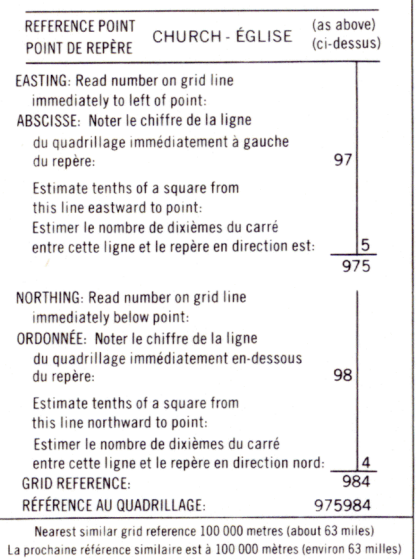 REFERENCE POINT
POINT DE REPÈRE
CHURCH - ÉGLISE
(as above)
(ci-dessus)
EASTING: Read number on grid line
immediately to left of point:
ABSCISSE: Noter le chiffre de la ligne
du quadrillage immédiatement à gauche
du repère: 97
Estimate tenths of a square from
this line eastward to point:
Estimer le nombre de dixièmes du carré
entre cette ligne et le repère en direction est: 5
975
NORTHING: Read number on grid line
immediately below point:
ORDONNÉE: Noter le chiffre de la ligne
du quadrillage immédiatement en-dessous
du repère: 98
Estimate tenths of a square from
this line northward to point:
Estimer le nombre de dixièmes du carré
entre cette ligne et le repère en direction nord: 4
GRID REFERENCE: 984
RÉFÉRENCE AU QUADRILLAGE: 975984
Nearest similar grid reference 100 000 metres (about 63 miles)
La prochaine référence similaire est à 100 000 mètres (environ 63 milles)